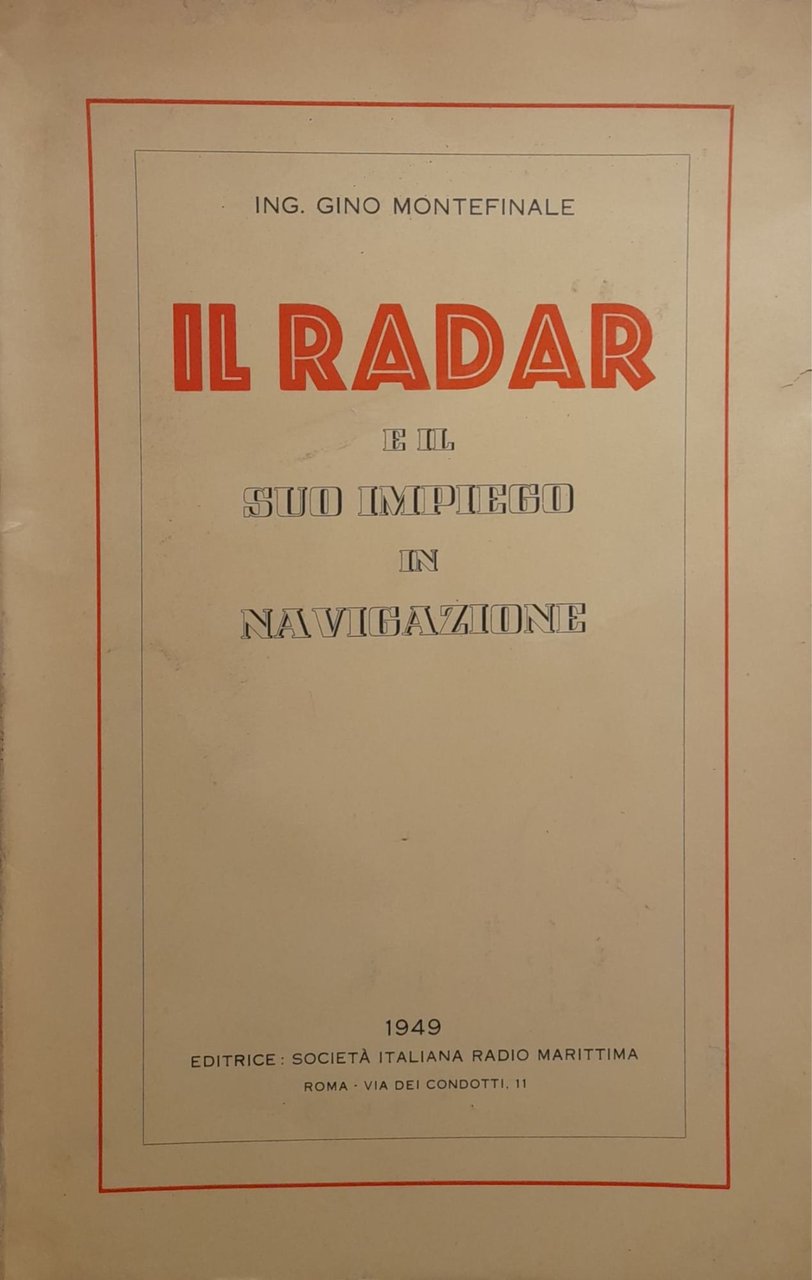 ING. GINO MONTEFINALE
IL RADAR
E IL
SUO IMPIEGO
IN
NAVIGAZIONE
1949
EDITRICE: SOCIETÀ ITALIANA RADIO MARITTIMA
ROMA - VIA DEI CONDOTTI, 11